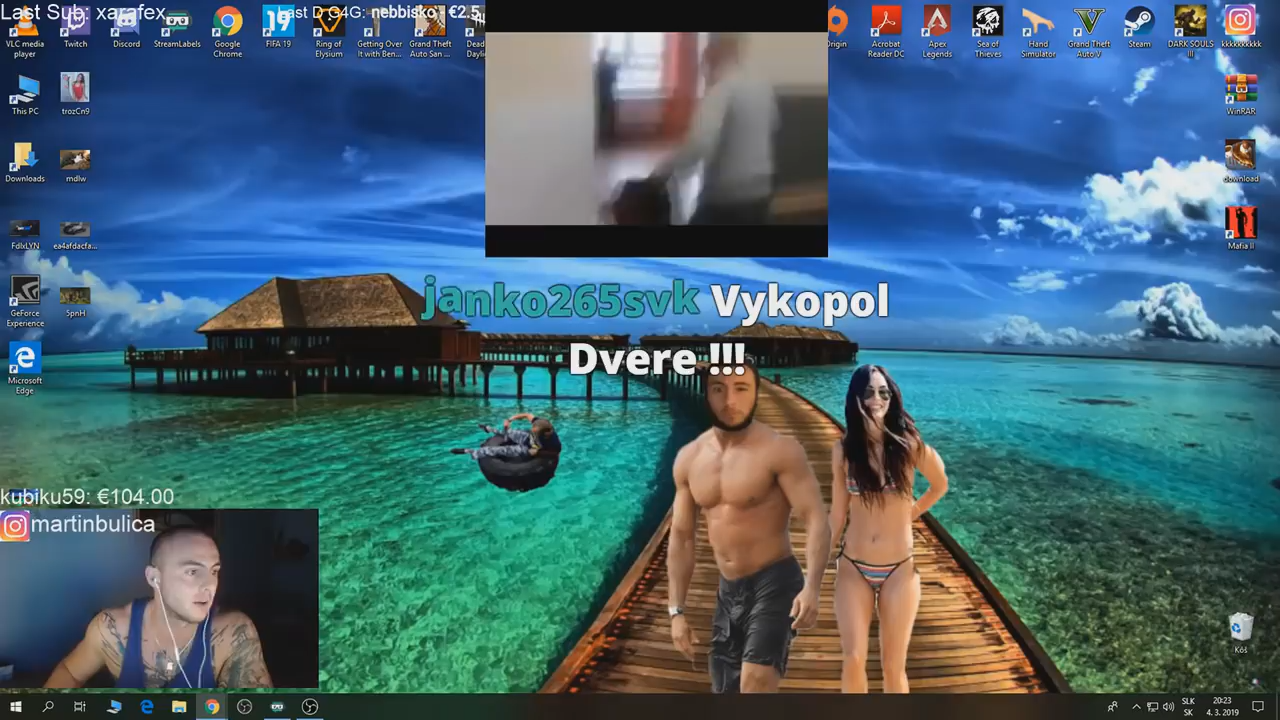 Last Sub: xarafex
Last D G4G: nebbisko: €2.5
VLC media player
Twitch
Discord
StreamLabels
Google Chrome
FIFA 19
Ring of Elysium
Getting Over It with Ben...
Grand Theft Auto San ...
Dead
Origin
Acrobat Reader DC
Apex Legends
Sea of Thieves
Hand Simulator
Grand Theft Auto V
Steam
DARK SOULS III
kkkkkkkkkk
This PC
trozCn9
WinRAR
Downloads
mdlw
download
FdlxLYN
ea4afdacfa...
Mafia II
GeForce Experience
5pnH
Microsoft Edge
janko265svk Vykopol
Dvere !!!
kubiku59: €104.00
martinbulica
Kôš
SLK
SK
20:23
4. 3. 2019